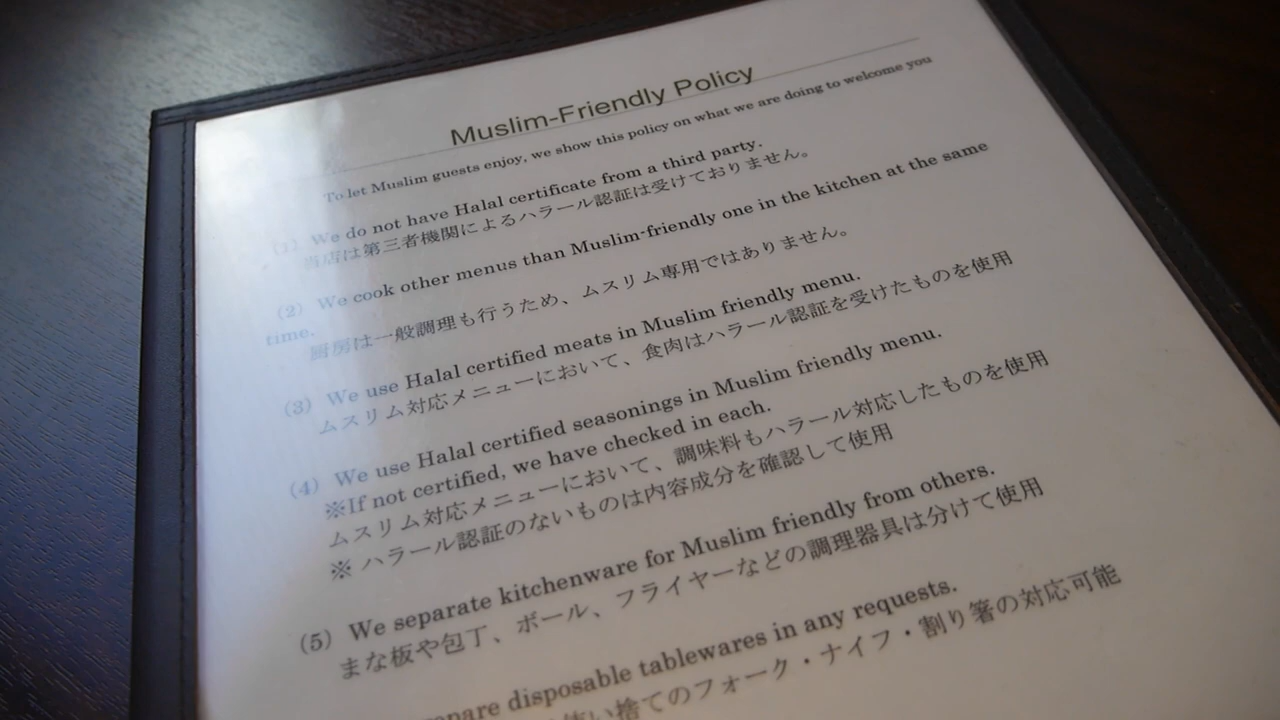 Muslim-Friendly Policy
To let Muslim guests enjoy, we show this policy on what we are doing to welcome you
(1) We do not have Halal certificate from a third party.
当店は第三者機関によるハラール認証は受けておりません。
(2) We cook other menus than Muslim-friendly one in the kitchen at the same
time.
厨房は一般調理も行うため、ムスリム専用ではありません。
(3) We use Halal certified meats in Muslim friendly menu.
ムスリム対応メニューにおいて、食肉はハラール認証を受けたものを使用
(4) We use Halal certified seasonings in Muslim friendly menu.
※If not certified, we have checked in each.
ムスリム対応メニューにおいて、調味料もハラール対応したものを使用
※ ハラール認証のないものは内容成分を確認して使用
(5) We separate kitchenware for Muslim friendly from others.
まな板や包丁、ボール、フライヤーなどの調理器具は分けて使用
disposable tablewares in any requests.
使い捨てのフォーク・ナイフ・割り箸の対応可能